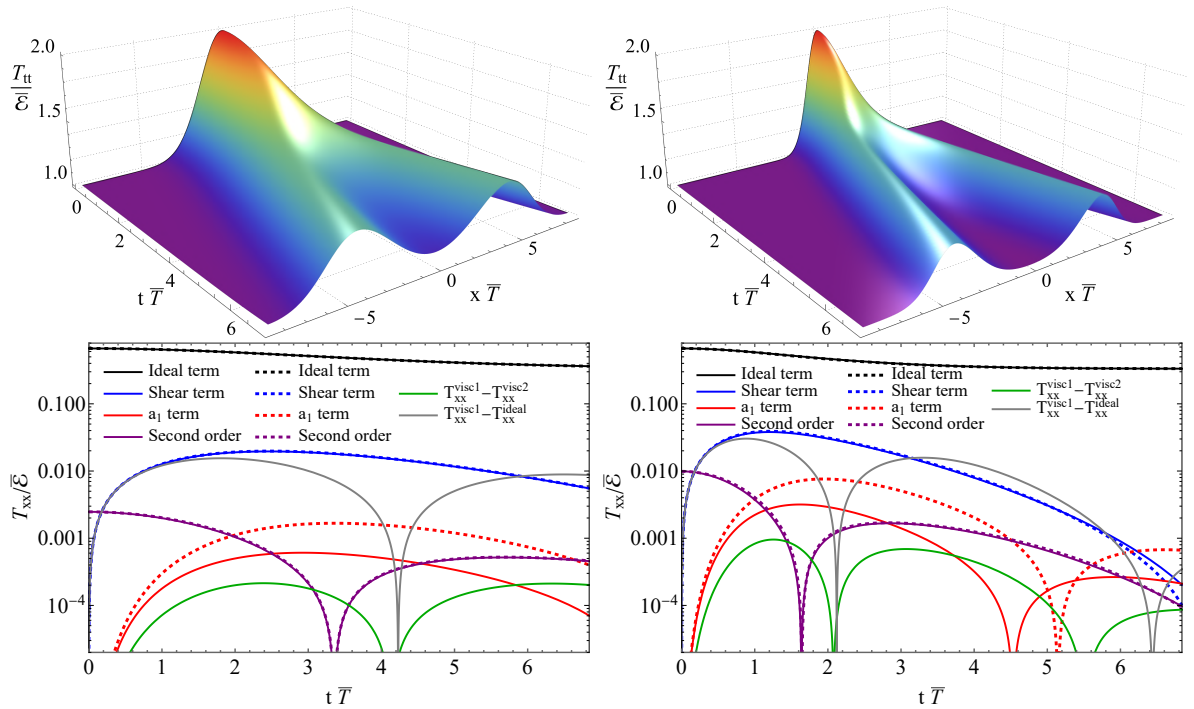 T_tt/ℰ̄
2.0
1.5
1.0
0
2
4
6
t T̄
−5
0
5
x T̄
T_tt/ℰ̄
2.0
1.5
1.0
0
2
4
6
t T̄
−5
0
5
x T̄
T_xx/ℰ̄
0.100
0.010
0.001
10⁻⁴
Ideal term Ideal term
Shear term Shear term T_xx^visc1−T_xx^visc2
a₁ term a₁ term T_xx^visc1−T_xx^ideal
Second order Second order
0 1 2 3 4 5 6
t T̄
T_xx/ℰ̄
0.100
0.010
0.001
10⁻⁴
Ideal term Ideal term
Shear term Shear term T_xx^visc1−T_xx^visc2
a₁ term a₁ term T_xx^visc1−T_xx^ideal
Second order Second order
0 1 2 3 4 5 6
t T̄